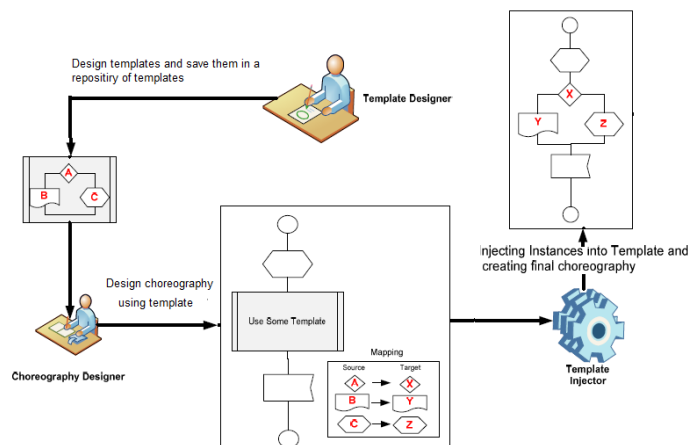 Design templates and save them in a
repositiry of templates
Template Designer
A
B
C
Design choreography
using template
Choreography Designer
Use Some Template
Mapping
Source
Target
A
X
B
Y
C
Z
X
Y
Z
Injecting Instances into Template and
creating final choreography
Template
Injector